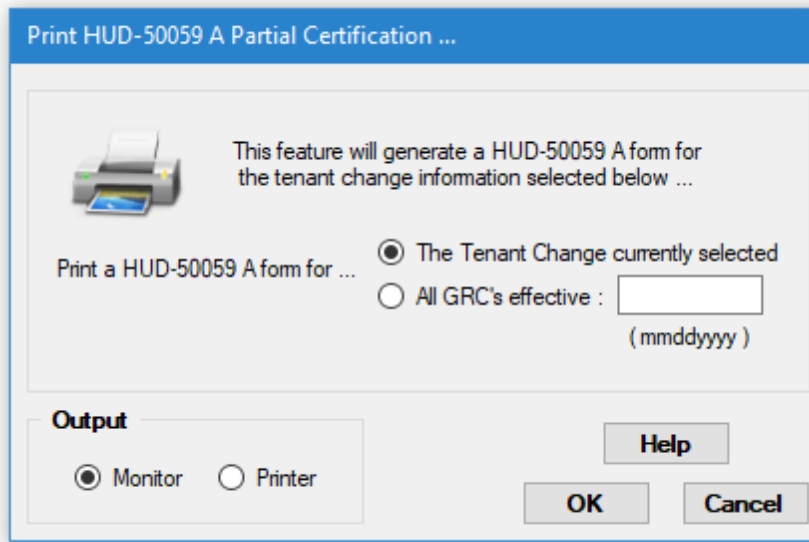 Print HUD-50059 A Partial Certification ...
This feature will generate a HUD-50059 A form for
the tenant change information selected below ...
Print a HUD-50059 A form for ...
The Tenant Change currently selected
All GRC's effective :
( mmddyyyy )
Output
Monitor
Printer
Help
OK
Cancel